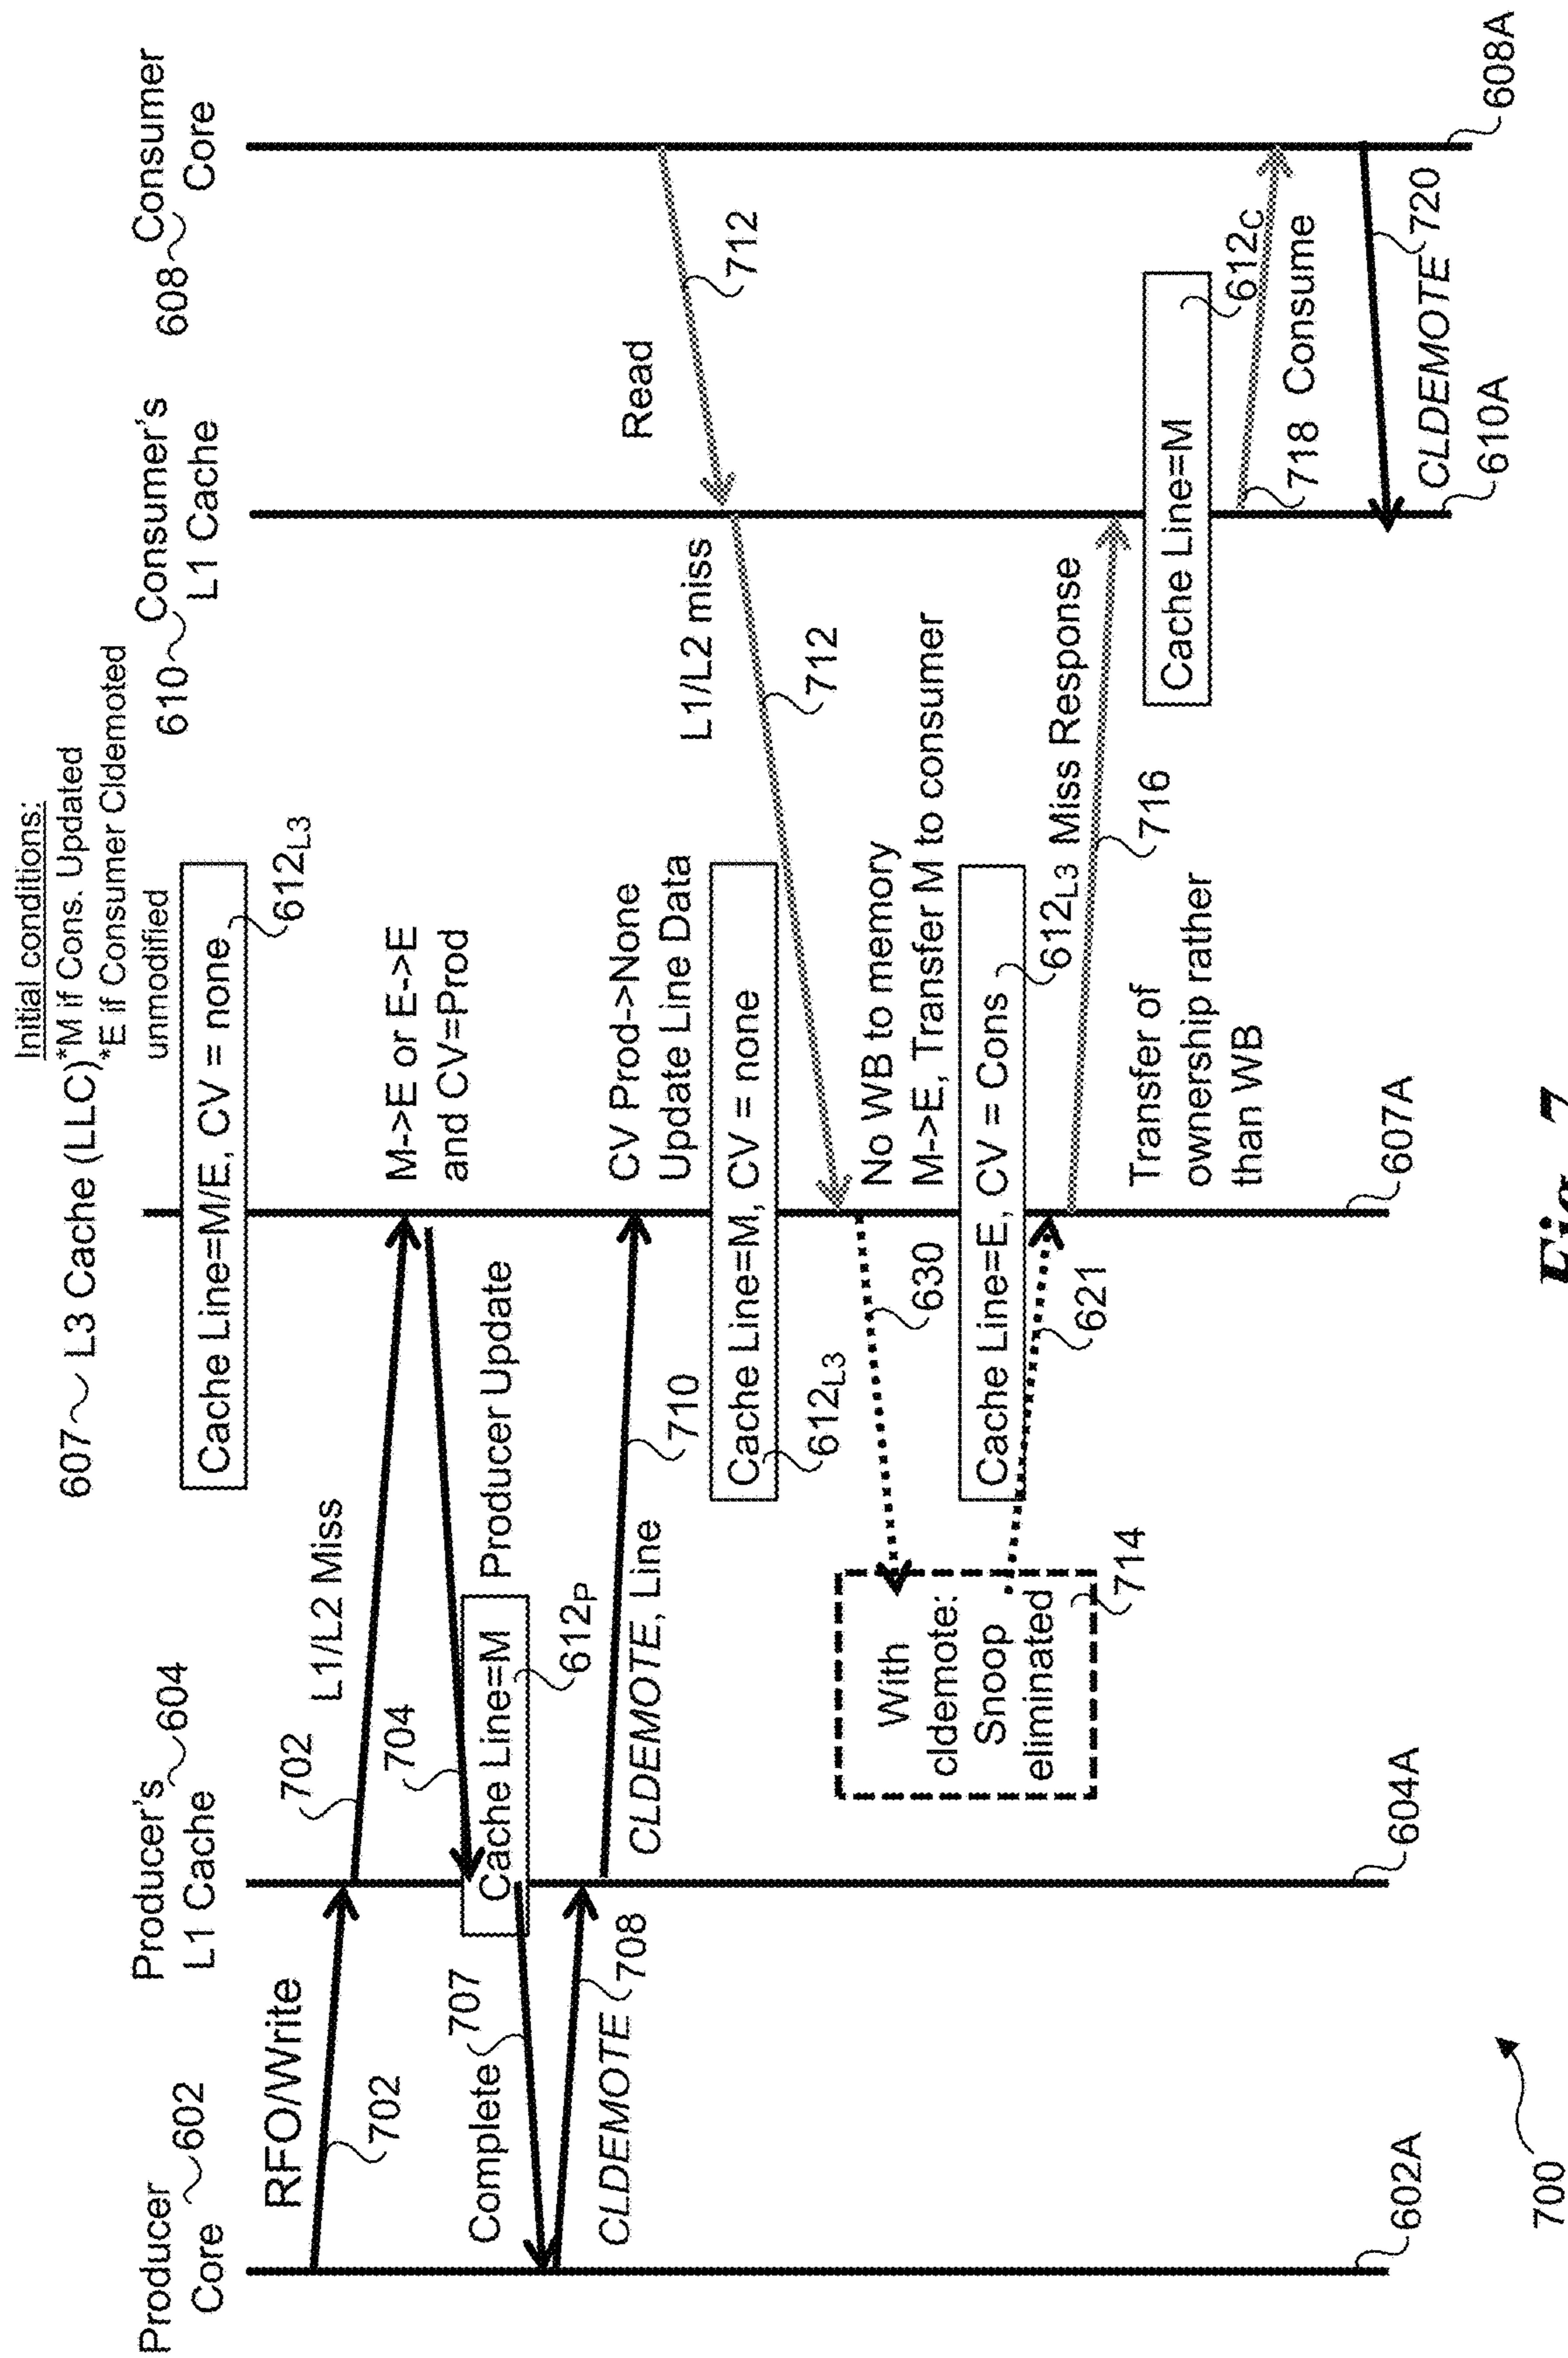 Initial conditions:
*M if Cons. Updated
*E if Consumer Cldemoted
unmodified
Producer
Core 602
Producer's 604
L1 Cache
607 L3 Cache (LLC)
610 Consumer's
L1 Cache
608 Consumer
Core
Cache Line=M/E, CV = none
612L3
RFO/Write
702
L1/L2 Miss
702
M->E or E->E
and CV=Prod
704
Producer Update
Cache Line=M
612P
Complete
707
CLDEMOTE 708
CLDEMOTE, Line
710
CV Prod->None
Update Line Data
Cache Line=M, CV = none
612L3
Read
712
L1/L2 miss
712
No WB to memory
M->E, Transfer M to consumer
630
With
cldemote:
Snoop
eliminated
714
Cache Line=E, CV = Cons
612L3
621
Miss Response
716
Transfer of
ownership rather
than WB
Cache Line=M
612C
718 Consume
CLDEMOTE 720
602A
604A
607A
610A
608A
700
Fig. 7